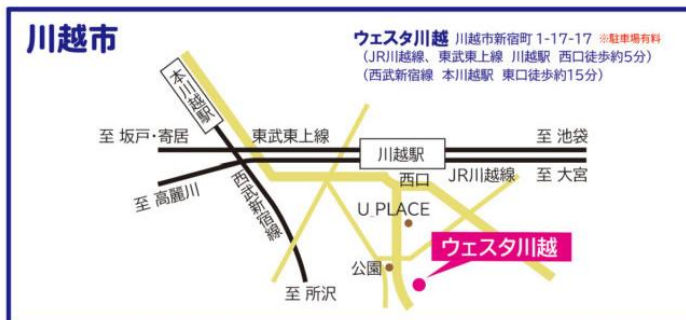 川越市
ウェスタ川越 川越市新宿町1-17-17 ※駐車場有料
(JR川越線、東武東上線 川越駅 西口徒歩約5分)
(西武新宿線 本川越駅 東口徒歩約15分)
本川越駅
至 坂戸・寄居
東武東上線
川越駅
至 池袋
至 高麗川
西武新宿線
西口
JR川越線
至 大宮
U_PLACE
ウェスタ川越
公園
至 所沢